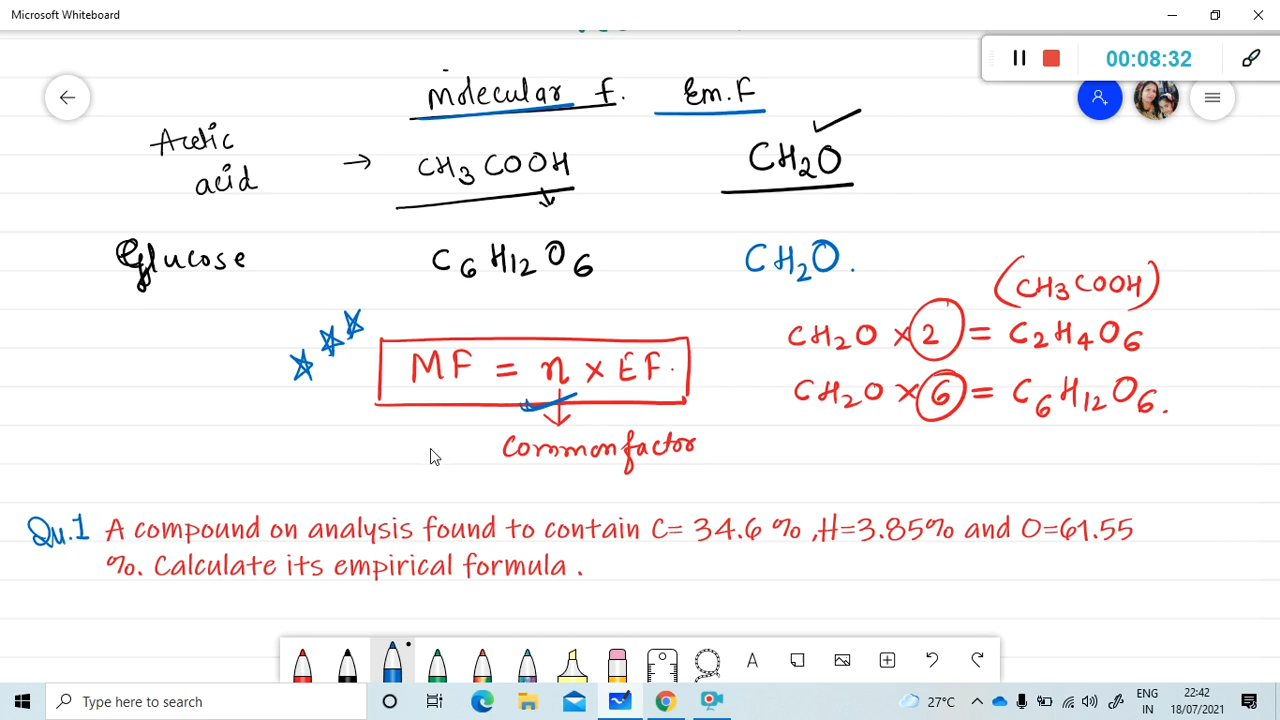 Microsoft Whiteboard
00:08:32
molecular f. Em.F
Acetic acid → CH3COOH CH2O
Glucose C6H12O6 CH2O.
(CH3COOH)
CH2O × 2 = C2H4O6
MF = n × EF.
CH2O × 6 = C6H12O6.
Common factor
Qu.1 A compound on analysis found to contain C= 34.6 % ,H=3.85% and O=61.55
%. Calculate its empirical formula .
A
Type here to search
27°C
ENG
IN
22:42
18/07/2021